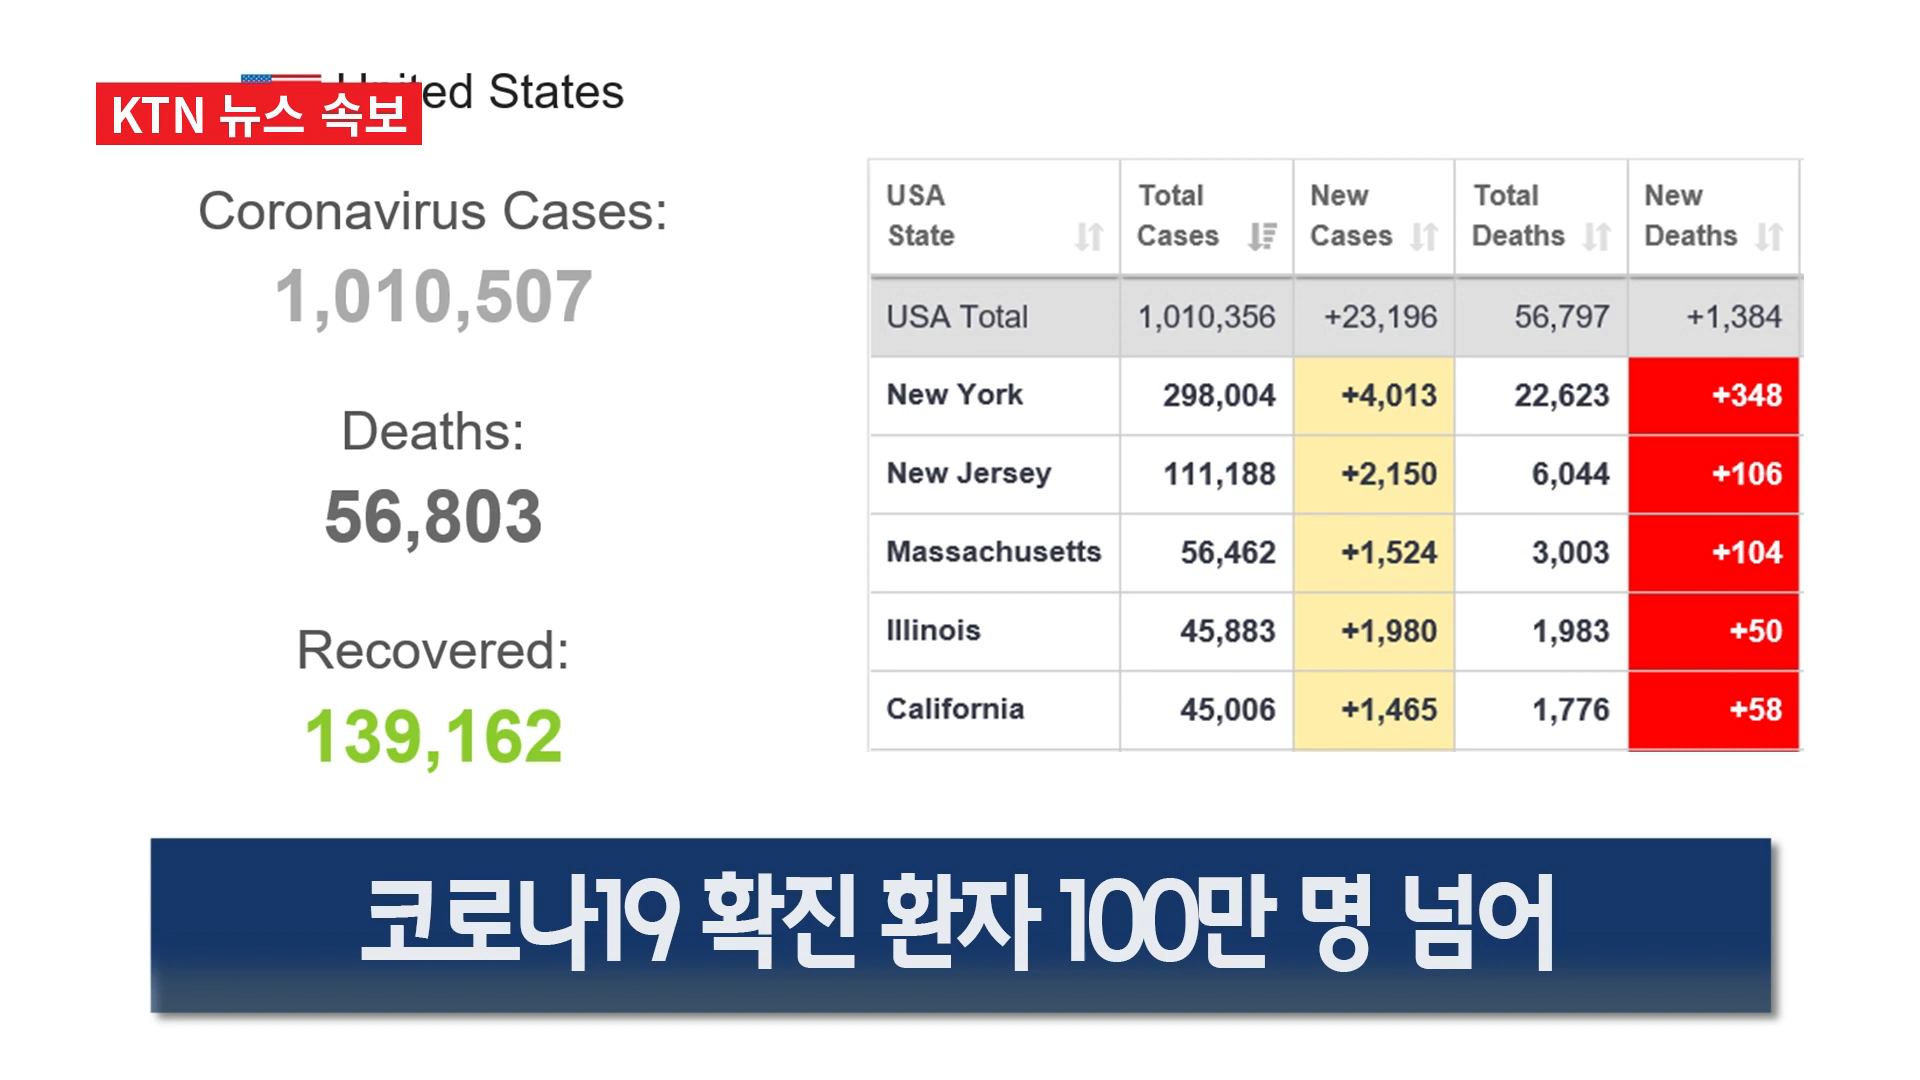 United States
KTN 뉴스 속보
Coronavirus Cases:
1,010,507
Deaths:
56,803
Recovered:
139,162
USA State Total Cases New Cases Total Deaths New Deaths
USA Total 1,010,356 +23,196 56,797 +1,384
New York 298,004 +4,013 22,623 +348
New Jersey 111,188 +2,150 6,044 +106
Massachusetts 56,462 +1,524 3,003 +104
Illinois 45,883 +1,980 1,983 +50
California 45,006 +1,465 1,776 +58
코로나19 확진 환자 100만 명 넘어